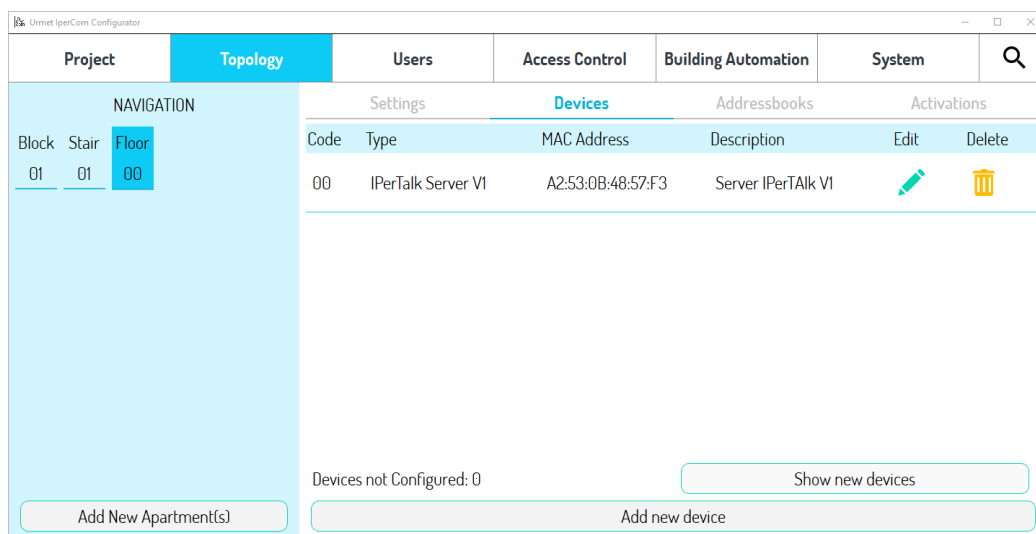 Urmet IperCom Configurator
Project Topology Users Access Control Building Automation System
NAVIGATION
Block Stair Floor
01 01 00
Add New Apartment(s)
Settings Devices Addressbooks Activations
Code Type MAC Address Description Edit Delete
00 IPerTalk Server V1 A2:53:0B:48:57:F3 Server IPerTAlk V1
Devices not Configured: 0 Show new devices
Add new device